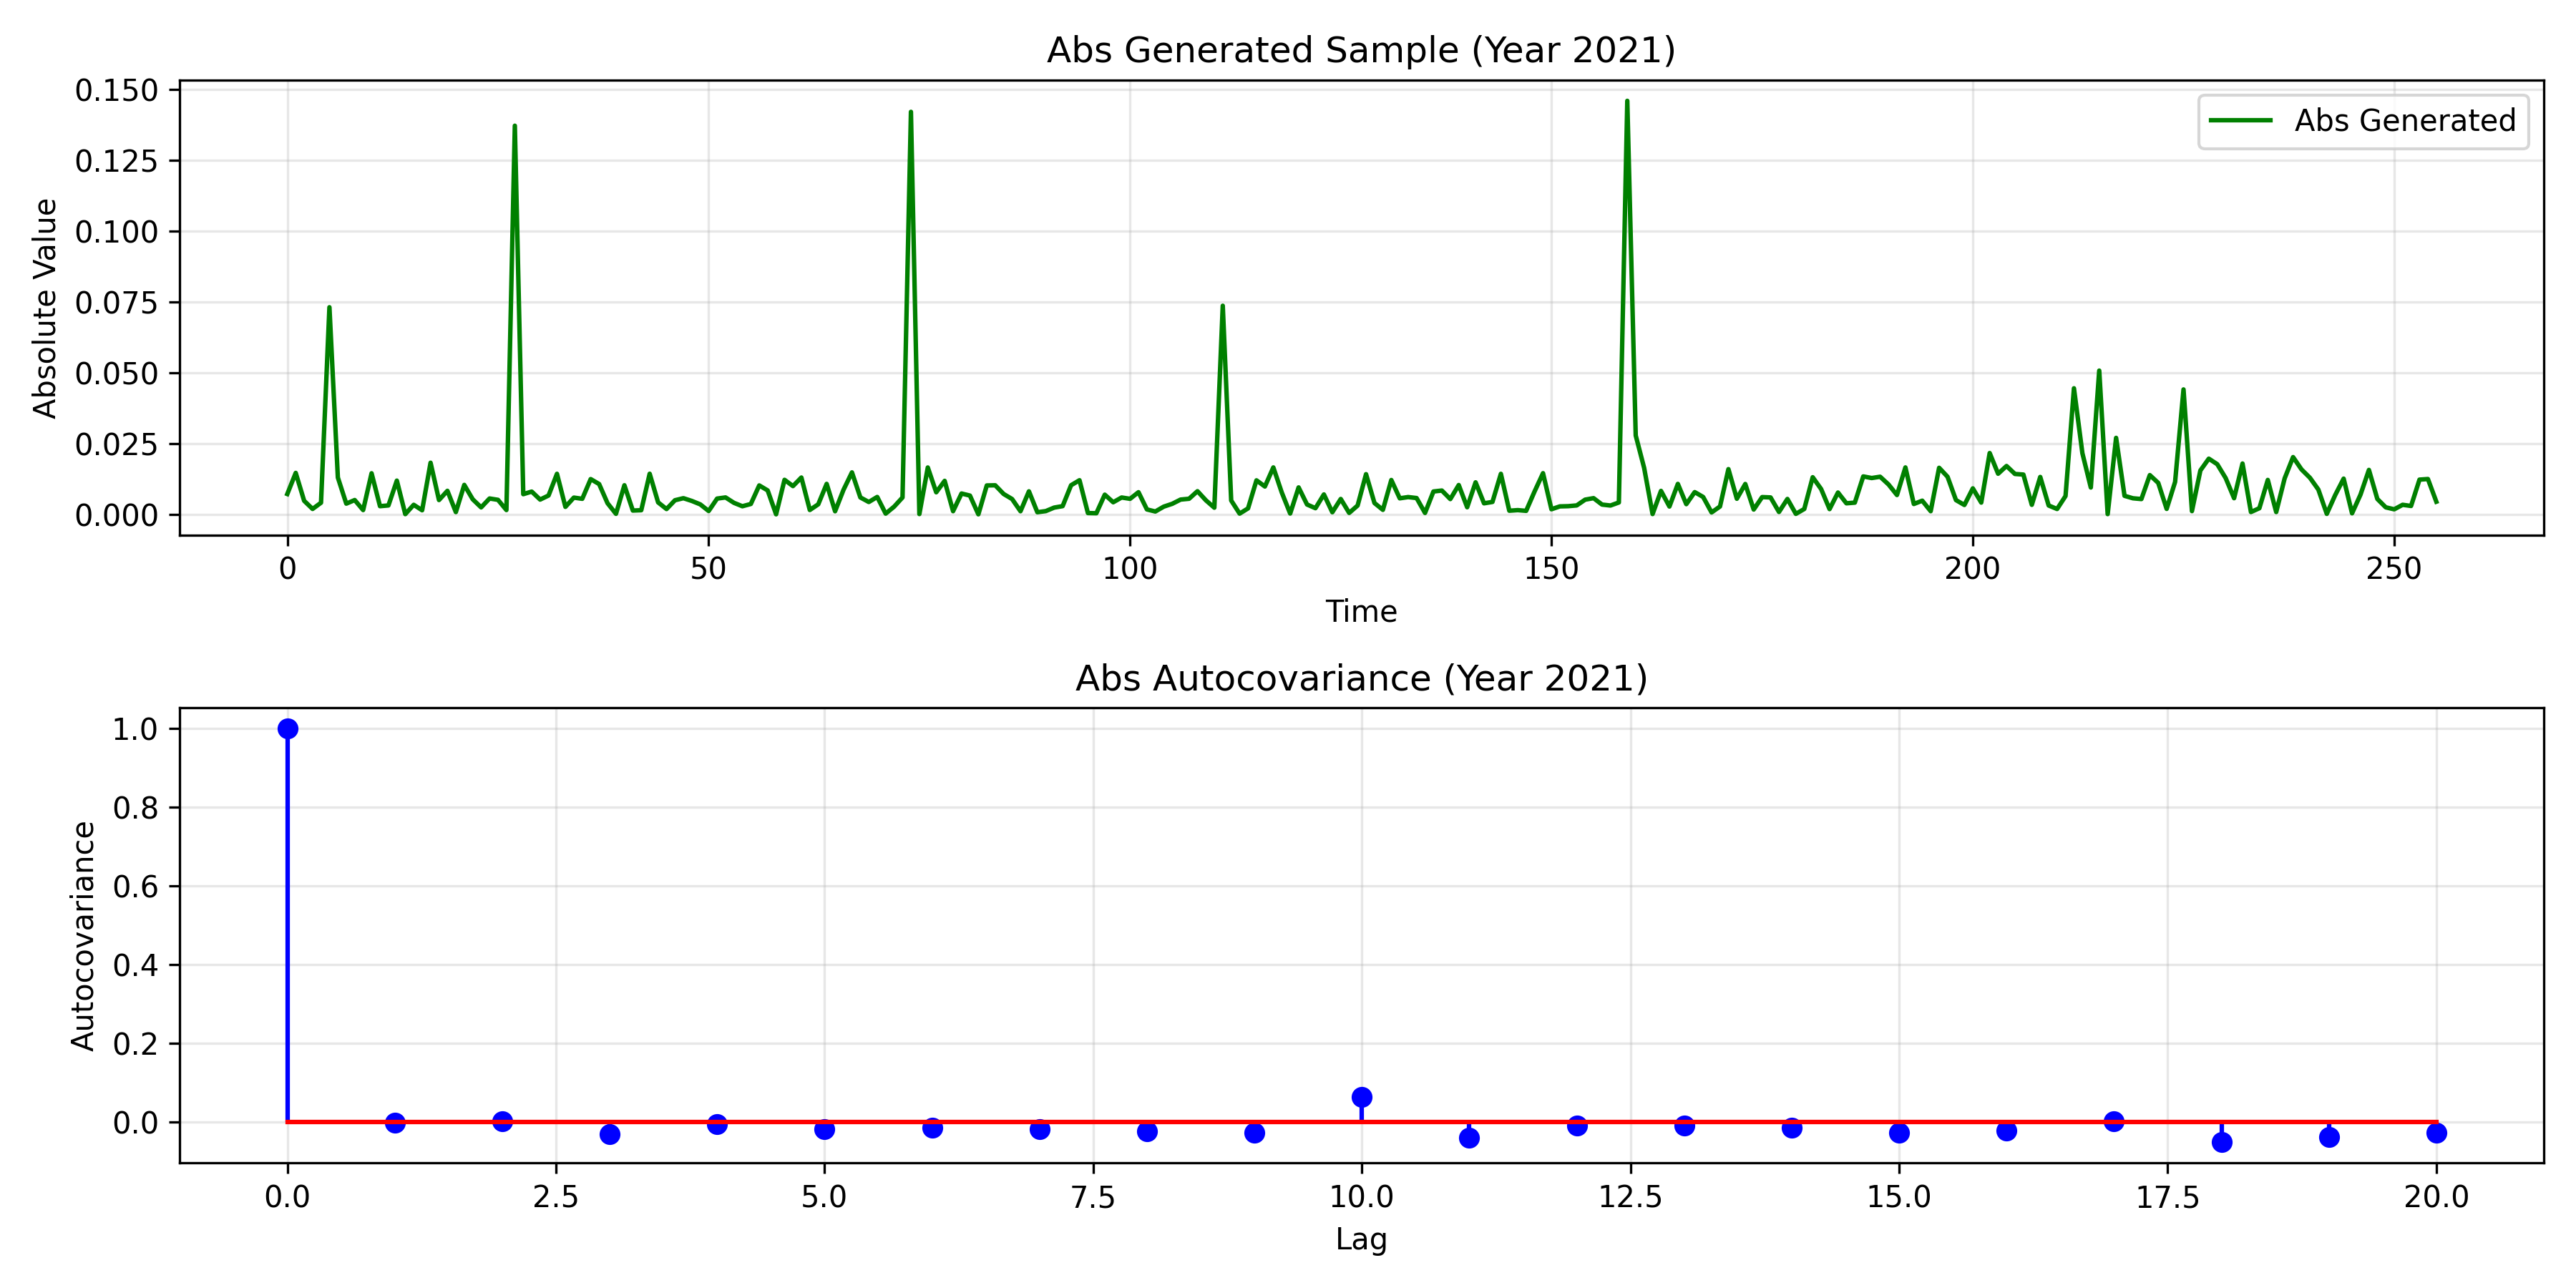 Abs Generated Sample (Year 2021)
Abs Generated
Absolute Value
0.150
0.125
0.100
0.075
0.050
0.025
0.000
0 50 100 150 200 250
Time
Abs Autocovariance (Year 2021)
Autocovariance
1.0
0.8
0.6
0.4
0.2
0.0
0.0 2.5 5.0 7.5 10.0 12.5 15.0 17.5 20.0
Lag